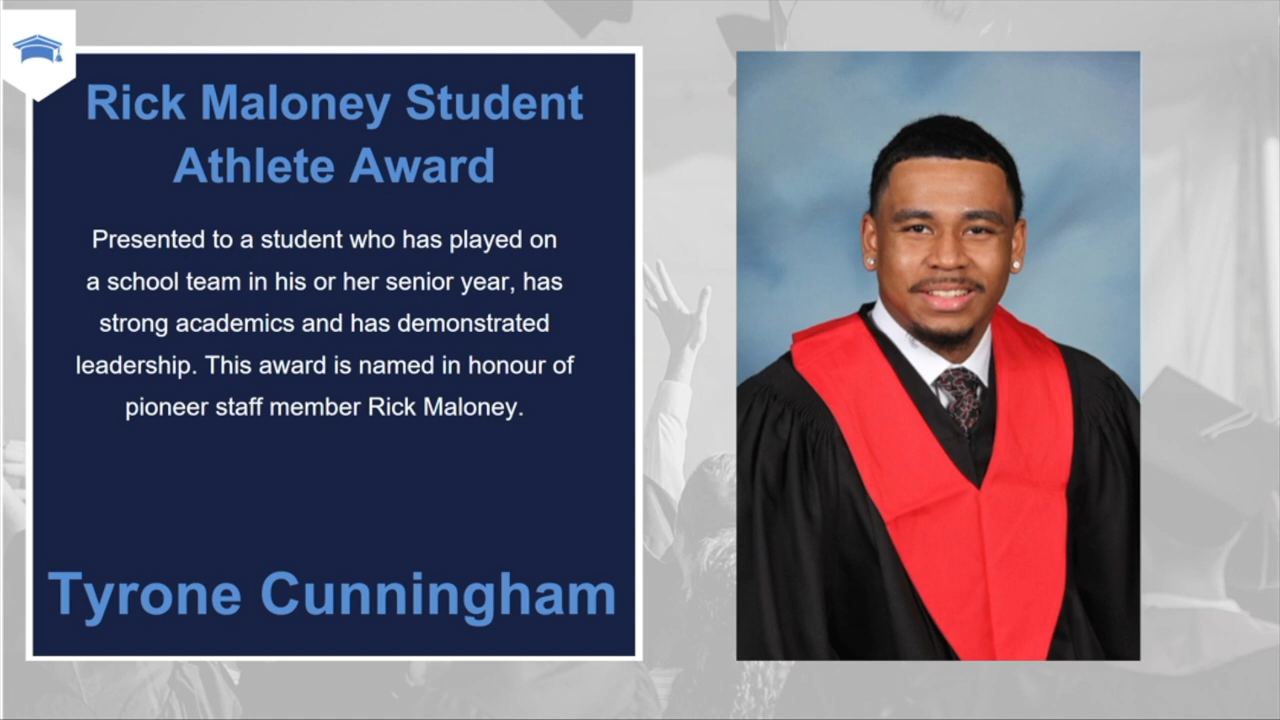 Rick Maloney Student
Athlete Award
Presented to a student who has played on
a school team in his or her senior year, has
strong academics and has demonstrated
leadership. This award is named in honour of
pioneer staff member Rick Maloney.
Tyrone Cunningham